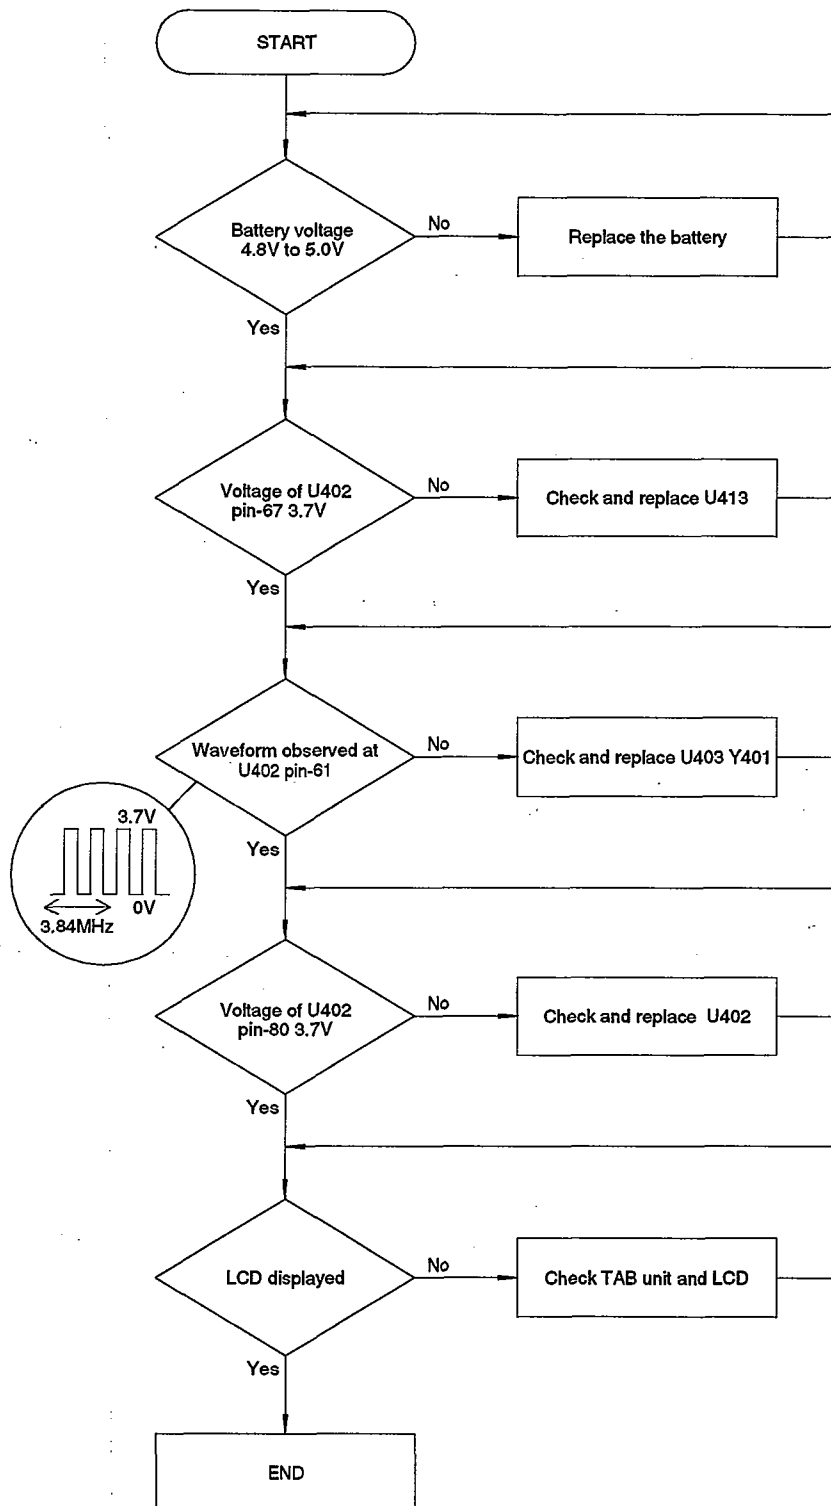 START
Battery voltage
4.8V to 5.0V
No
Replace the battery
Yes
Voltage of U402
pin-67 3.7V
No
Check and replace U413
Yes
Waveform observed at
U402 pin-61
No
Check and replace U403 Y401
3.7V
0V
3.84MHz
Yes
Voltage of U402
pin-80 3.7V
No
Check and replace U402
Yes
LCD displayed
No
Check TAB unit and LCD
Yes
END